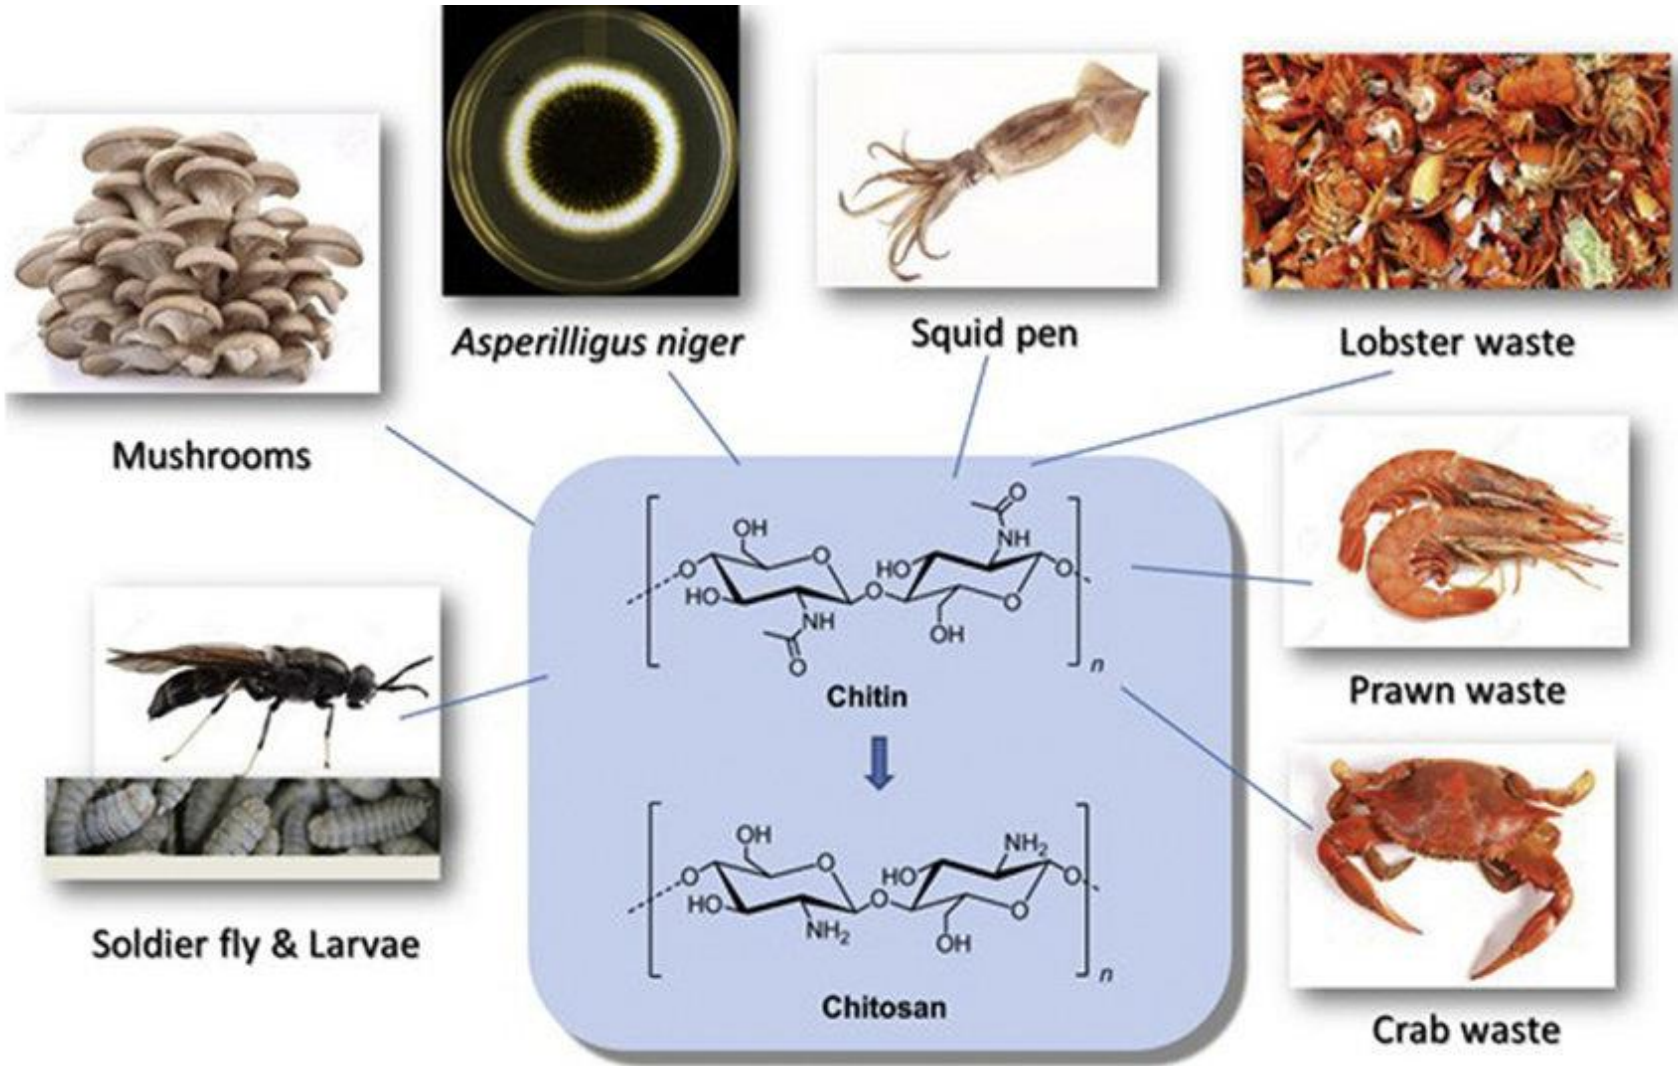 Asperilligus niger
Squid pen
Lobster waste
Mushrooms
OH
O
O
HO
NH
O
O
O
NH
HO
O
O
OH
n
Chitin
Prawn waste
OH
O
O
HO
NH2
O
NH2
HO
O
O
OH
n
Chitosan
Soldier fly & Larvae
Crab waste